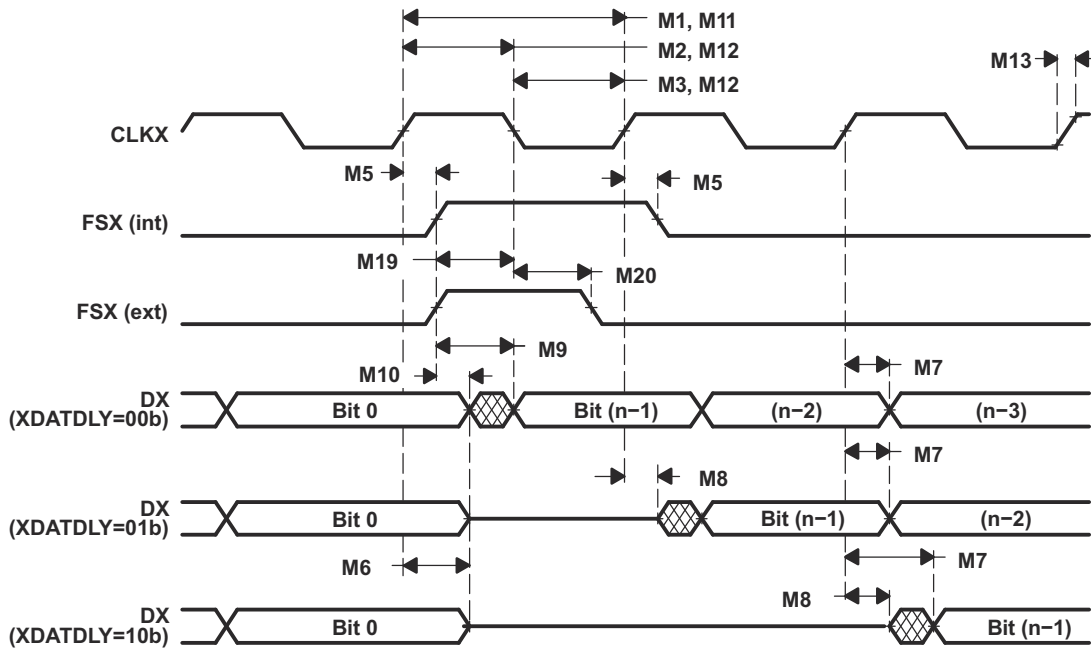 M1, M11
M2, M12
M13
M3, M12
CLKX
M5
M5
FSX (int)
M19
M20
FSX (ext)
M9
M10
M7
DX
(XDATDLY=00b)
Bit 0
Bit (n−1)
(n−2)
(n−3)
M7
M8
DX
(XDATDLY=01b)
Bit 0
Bit (n−1)
(n−2)
M6
M7
M8
DX
(XDATDLY=10b)
Bit 0
Bit (n−1)